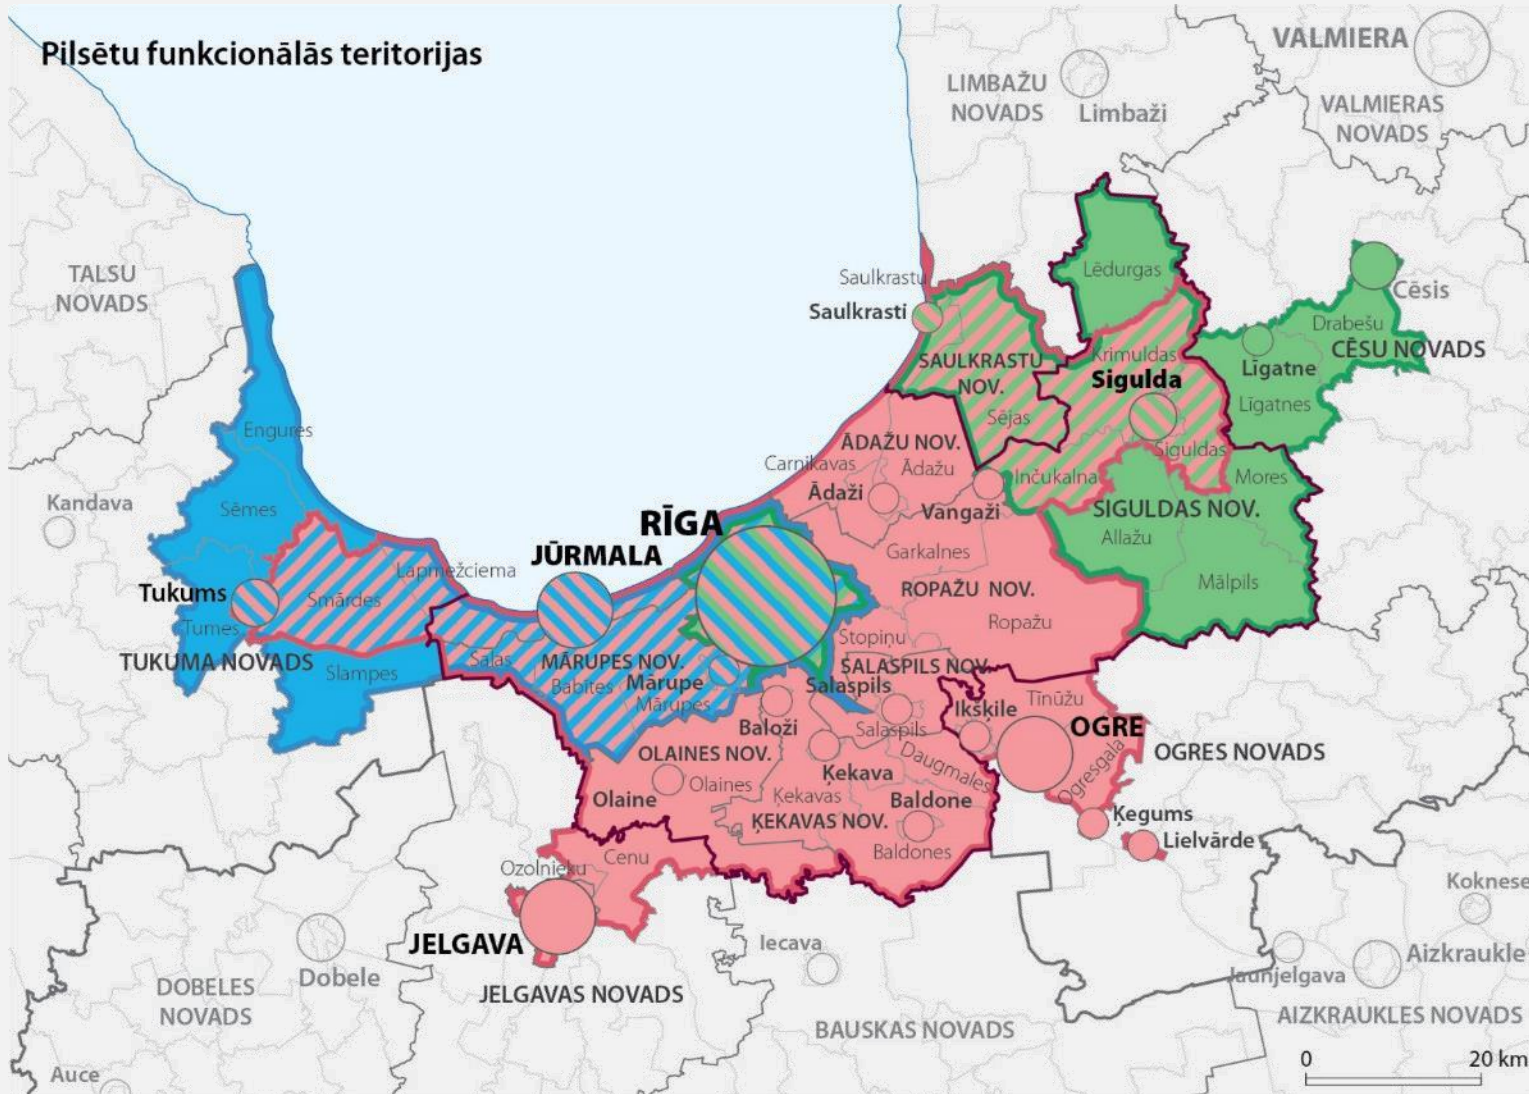 Pilsētu funkcionālās teritorijas
VALMIERA
LIMBAŽU
NOVADS
Limbaži
VALMIERAS
NOVADS
TALSU
NOVADS
Saulkrastu
Saulkrasti
Lēdurgas
Cēsis
Drabešu
CĒSU NOVADS
Līgatne
Līgatnes
SAULKRASTU
NOV.
Krimuldas
Sigulda
Sējas
Siguldas
Engures
ĀDAŽU NOV.
Carnikavas
Ādažu
Ādaži
Inčukalna
Mores
Vangaži
SIGULDAS NOV.
Allažu
Kandava
Sēmes
RĪGA
JŪRMALA
Garkalnes
Lapmežciema
Mālpils
Tukums
Smārdes
ROPAŽU NOV.
Ropažu
Tumes
Stopiņu
TUKUMA NOVADS
Slampes
Salas
MĀRUPES NOV.
Babītes
Mārupe
Mārupes
SALASPILS NOV.
Salaspils
Salaspils
Tīnūžu
Ikšķile
OGRE
Baloži
OLAINES NOV.
Daugmales
Ogresgala
OGRES NOVADS
Olaines
Olaine
Ķekava
Ķekavas
Baldone
ĶEKAVAS NOV.
Baldones
Ķegums
Lielvārde
Ozolnieku
Cenu
Koknese
JELGAVA
Iecava
Aizkraukle
Jaunjelgava
Dobele
DOBELES
NOVADS
JELGAVAS NOVADS
BAUSKAS NOVADS
AIZKRAUKLES NOVADS
Auce
0 20 km